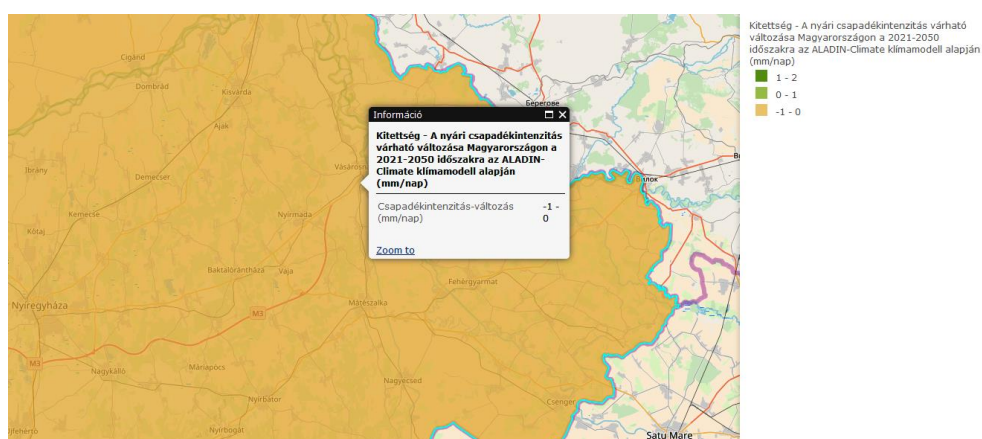 Kitettség - A nyári csapadékintenzitás várható
változása Magyarországon a 2021-2050
időszakra az ALADIN-Climate klímamodell alapján
(mm/nap)
1 - 2
0 - 1
-1 - 0
Információ
Kitettség - A nyári csapadékintenzitás
várható változása Magyarországon a
2021-2050 időszakra az ALADIN-
Climate klímamodell alapján
(mm/nap)
Csapadékintenzitás-változás -1 -
(mm/nap) 0
Zoom to
Cigánd
Dombrád
Kisvárda
Ajak
Берегове
Ibrány
Demecser
Вилок
Kemecse
Nyírmada
Kótaj
Baktalórántháza
Vaja
Fehérgyarmat
Nyíregyháza
Mátészalka
M3
M3
Nagykálló
Máriapócs
Nagyecsed
Nyírbátor
Csenger
Nyírbogát
Satu Mare